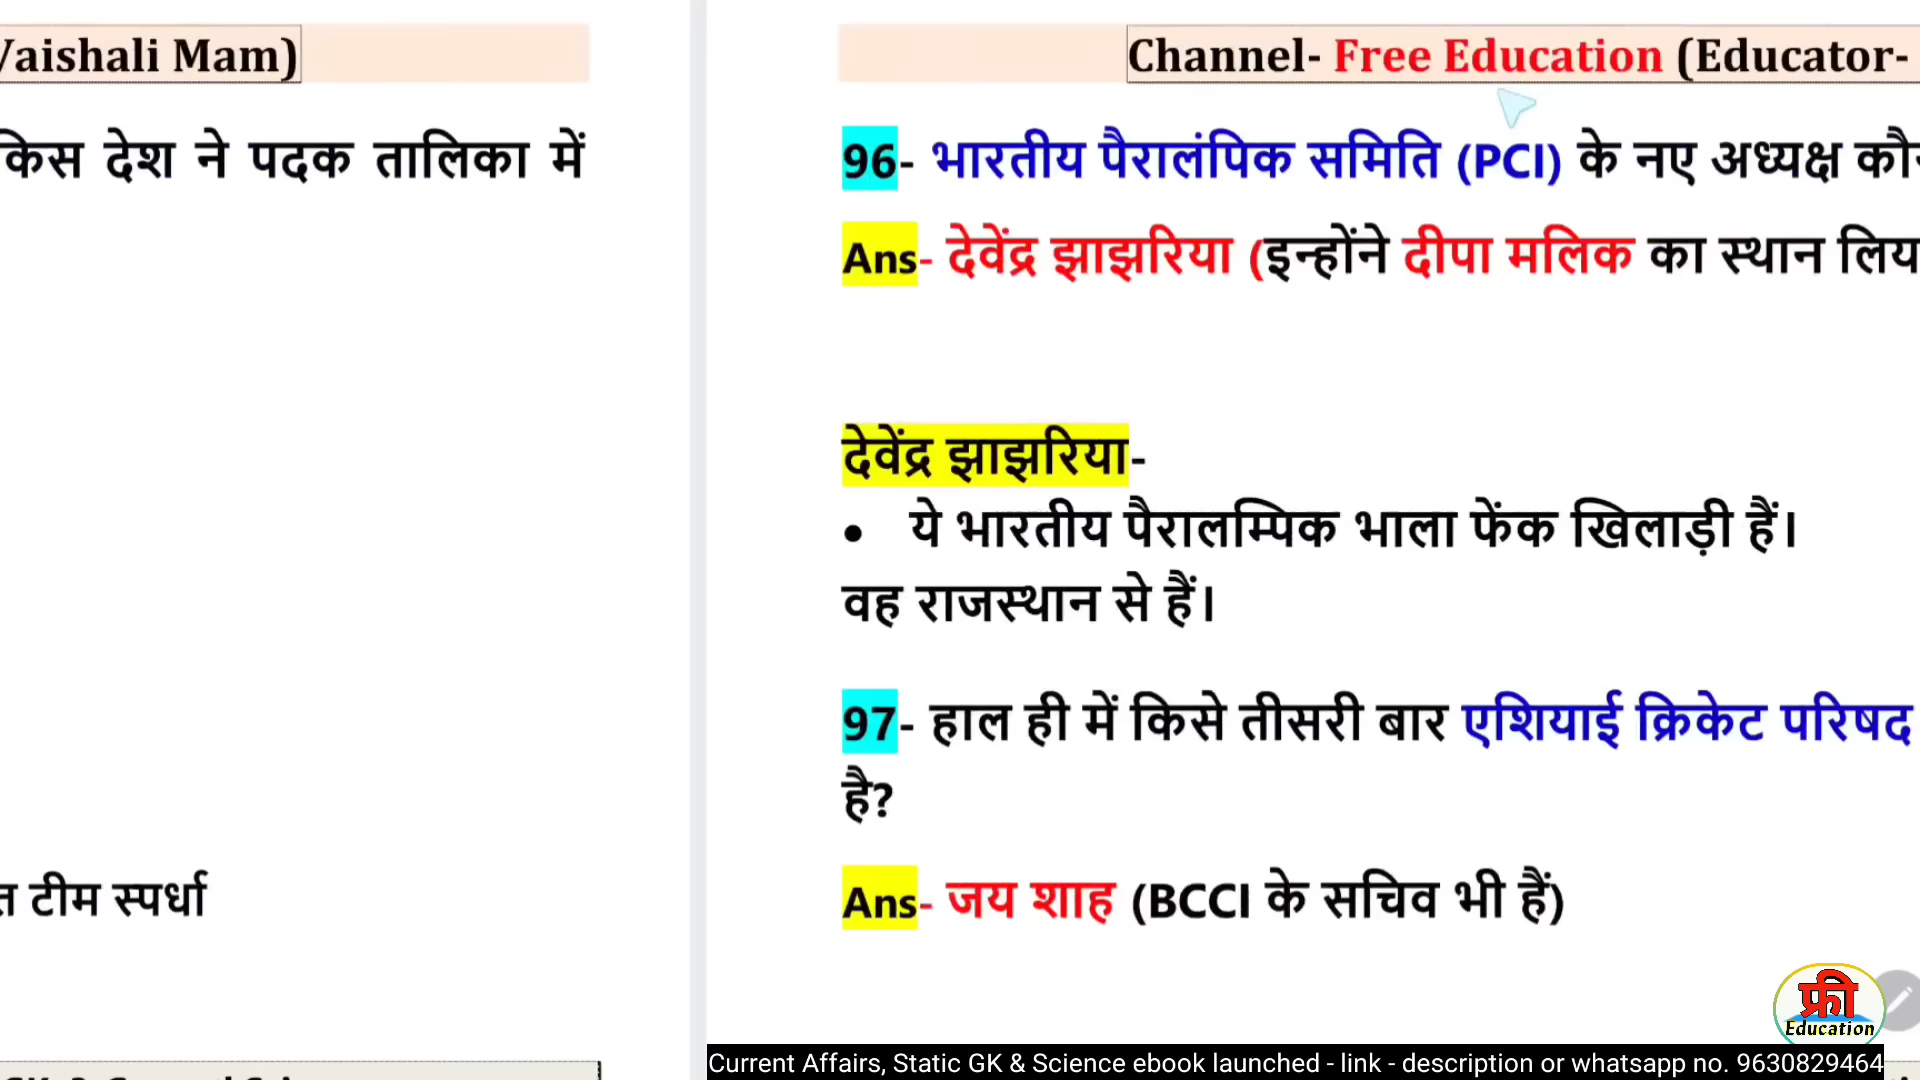 Vaishali Mam)
किस देश ने पदक तालिका में
त टीम स्पर्धा
Channel- Free Education (Educator-
96- भारतीय पैरालंपिक समिति (PCI) के नए अध्यक्ष
Ans- देवेंद्र झाझरिया (इन्होंने दीपा मलिक का स्थान लिय
देवेंद्र झाझरिया-
• ये भारतीय पैरालम्पिक भाला फेंक खिलाड़ी हैं।
वह राजस्थान से हैं।
97- हाल ही में किसे तीसरी बार एशियाई क्रिकेट परिषद
है?
Ans- जय शाह (BCCI के सचिव भी हैं)
फ्री
Education
Current Affairs, Static GK & Science ebook launched - link - description or whatsapp no. 9630829464